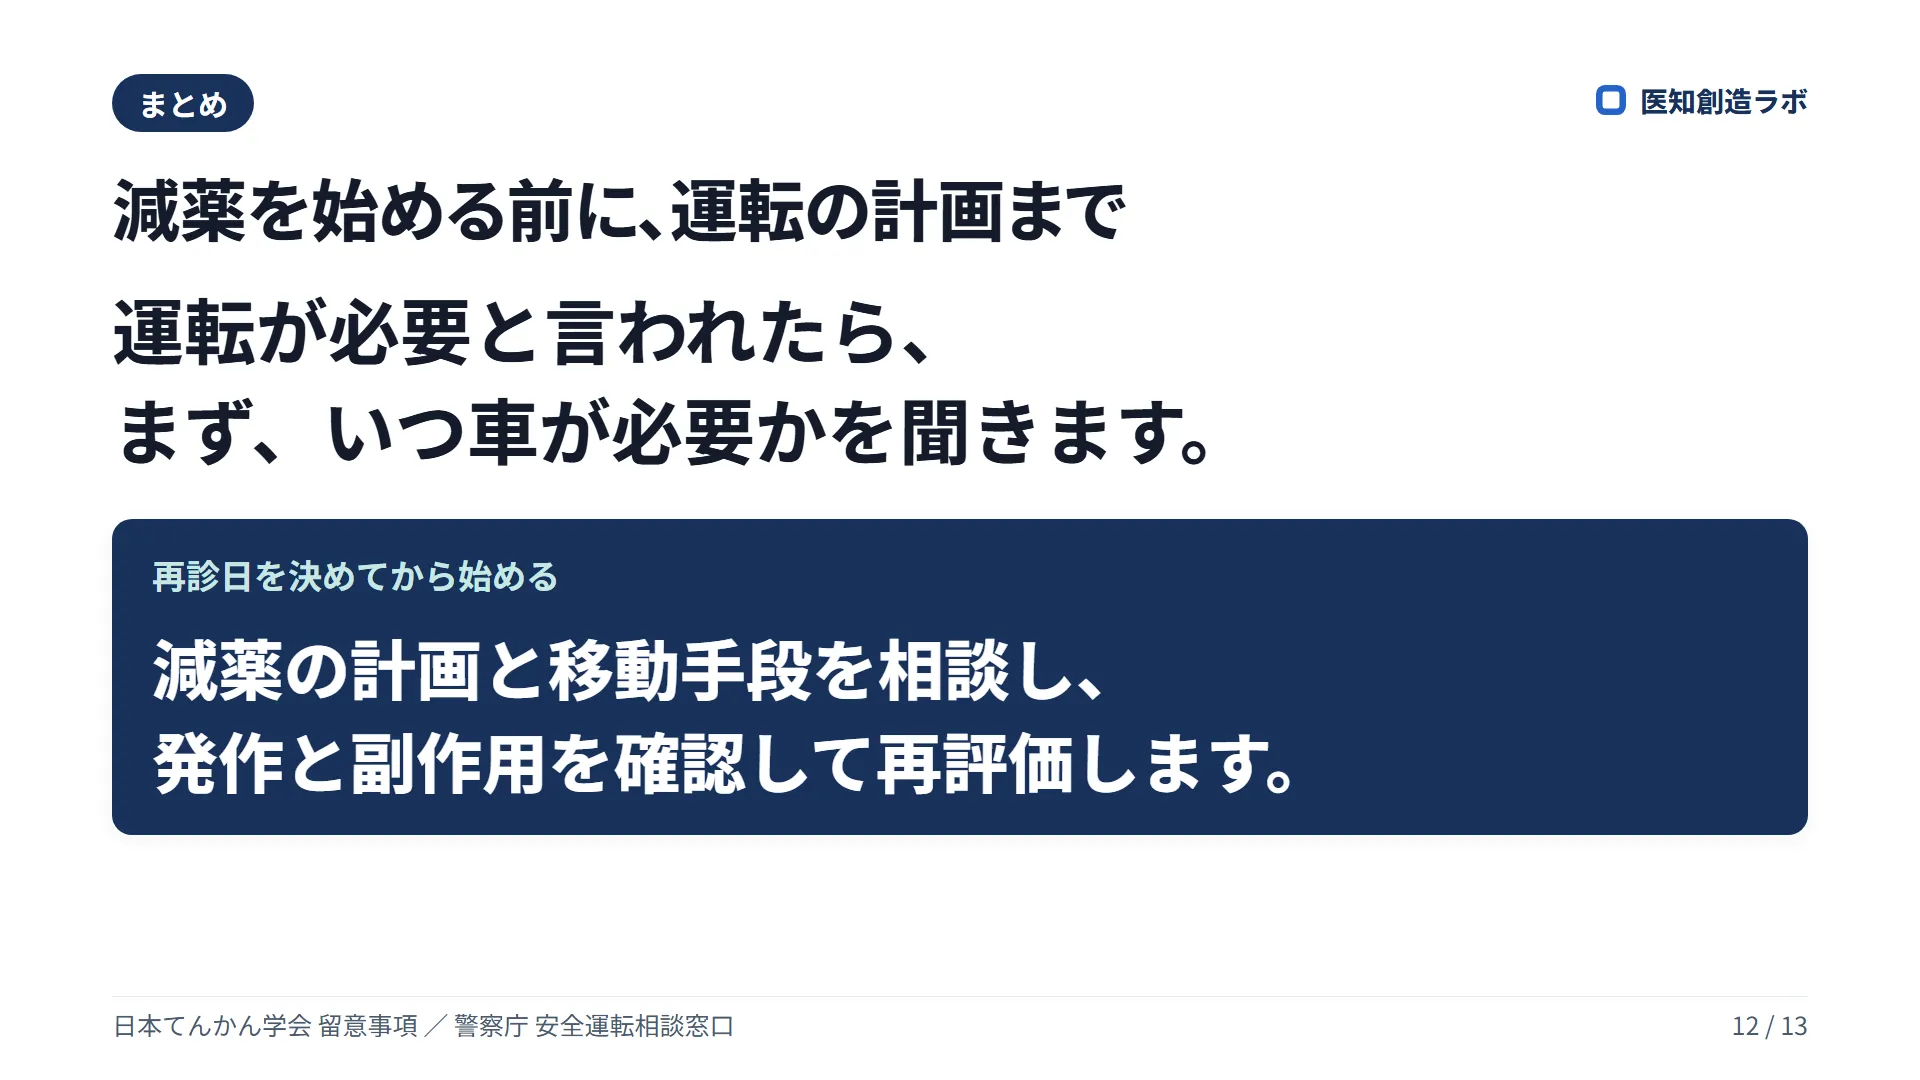 まとめ
医知創造ラボ
減薬を始める前に、運転の計画まで
運転が必要と言われたら、
まず、いつ車が必要かを聞きます。
再診日を決めてから始める
減薬の計画と移動手段を相談し、
発作と副作用を確認して再評価します。
日本てんかん学会 留意事項 ／ 警察庁 安全運転相談窓口
12 / 13